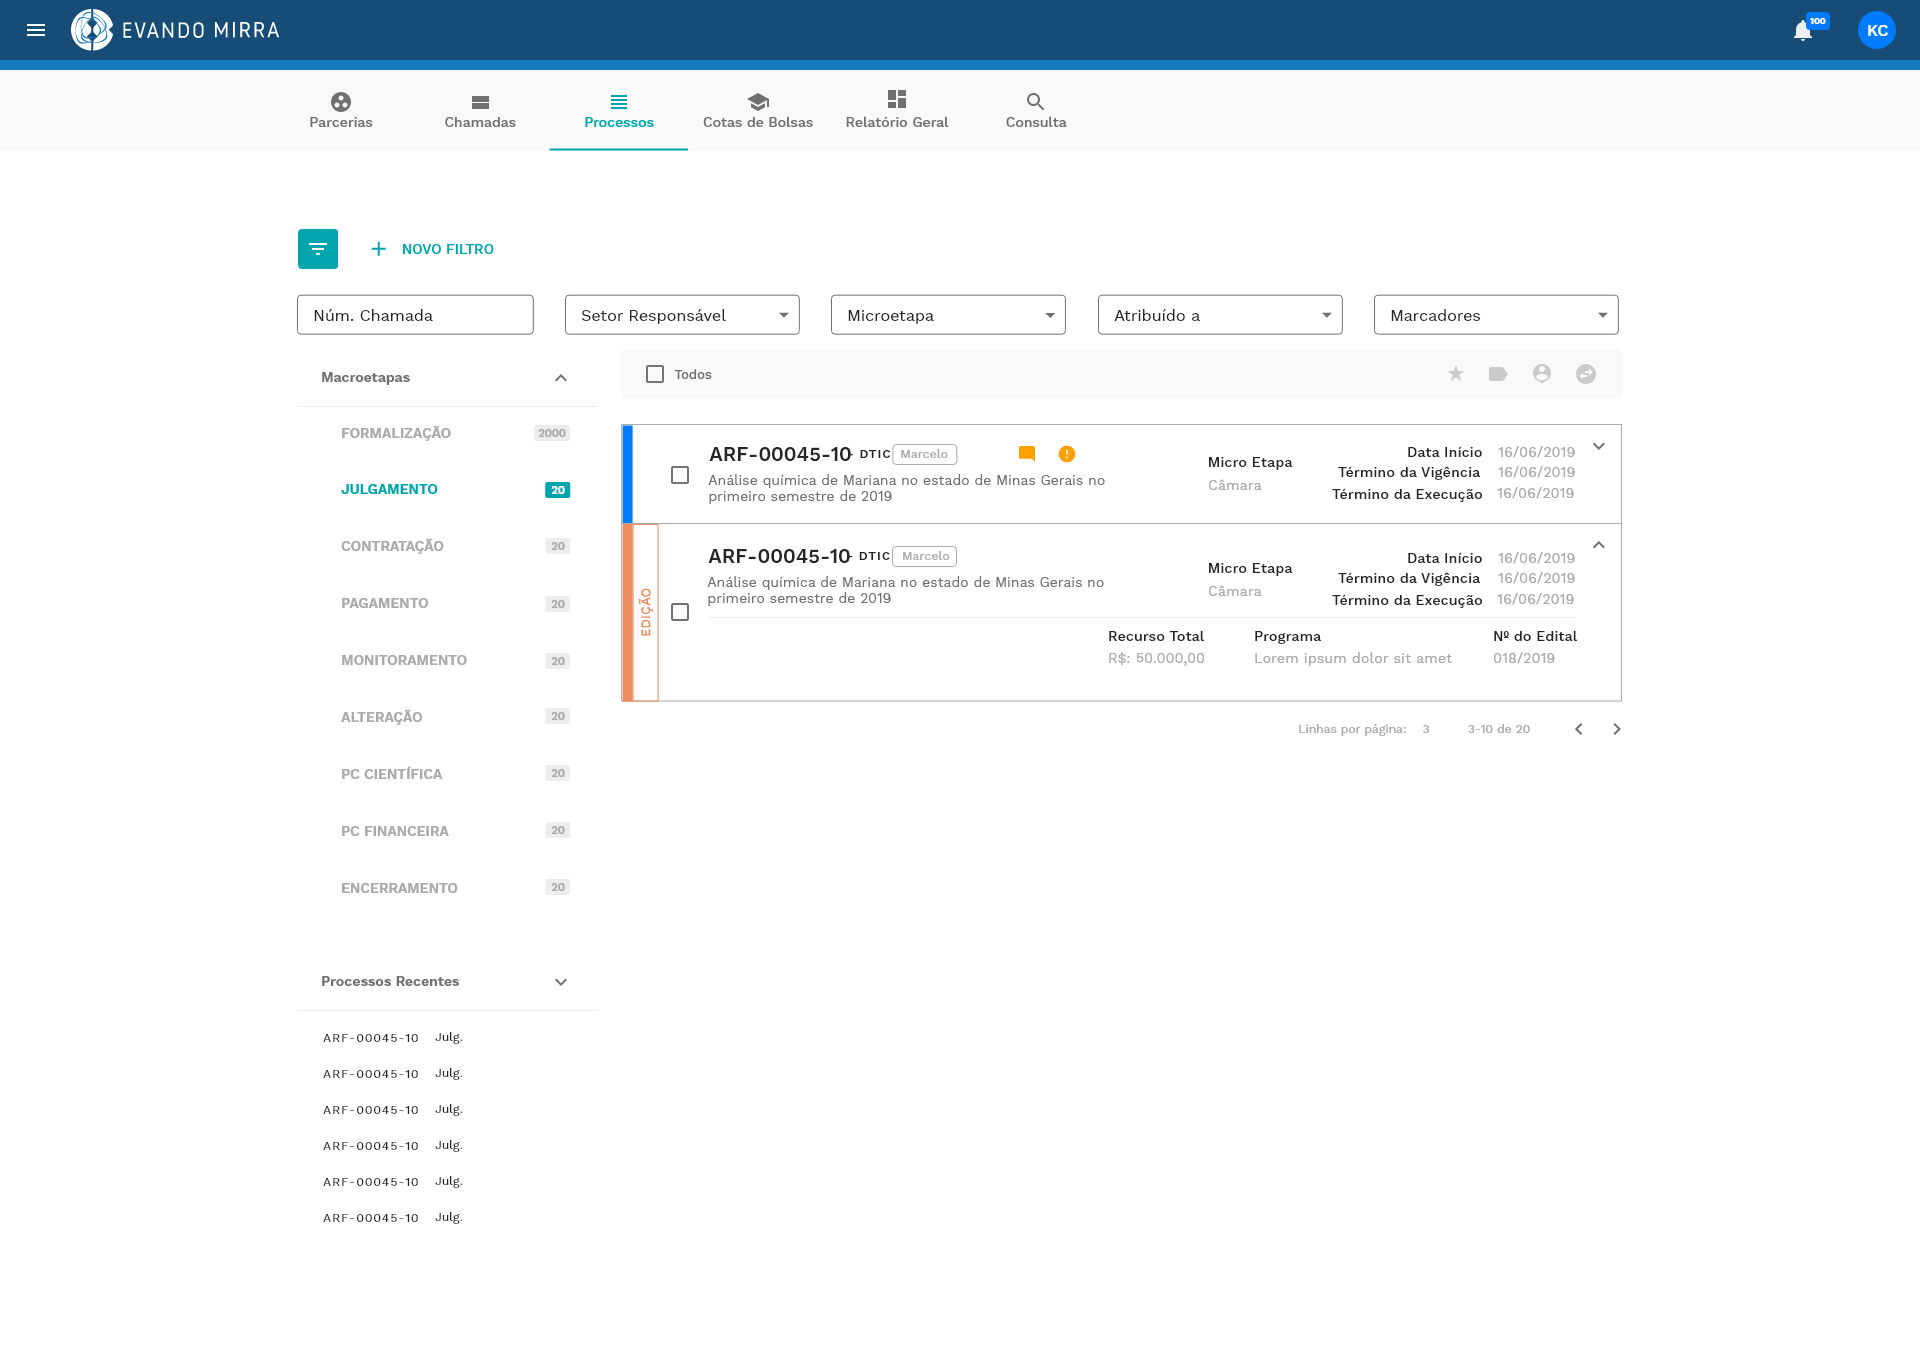 EVANDO MIRRA
100
KC
Parcerias
Chamadas
Processos
Cotas de Bolsas
Relatório Geral
Consulta
NOVO FILTRO
Núm. Chamada
Setor Responsável
Microetapa
Atribuído a
Marcadores
Macroetapas
FORMALIZAÇÃO 2000
JULGAMENTO 20
CONTRATAÇÃO 20
PAGAMENTO 20
MONITORAMENTO 20
ALTERAÇÃO 20
PC CIENTÍFICA 20
PC FINANCEIRA 20
ENCERRAMENTO 20
Processos Recentes
ARF-00045-10 Julg.
ARF-00045-10 Julg.
ARF-00045-10 Julg.
ARF-00045-10 Julg.
ARF-00045-10 Julg.
ARF-00045-10 Julg.
Todos
ARF-00045-10 - DTIC Marcelo
Análise química de Mariana no estado de Minas Gerais no
primeiro semestre de 2019
Micro Etapa
Câmara
Data Início 16/06/2019
Término da Vigência 16/06/2019
Término da Execução 16/06/2019
EDIÇÃO
ARF-00045-10 - DTIC Marcelo
Análise química de Mariana no estado de Minas Gerais no
primeiro semestre de 2019
Micro Etapa
Câmara
Data Início 16/06/2019
Término da Vigência 16/06/2019
Término da Execução 16/06/2019
Recurso Total
R$: 50.000,00
Programa
Lorem ipsum dolor sit amet
Nº do Edital
018/2019
Linhas por página: 3 3-10 de 20